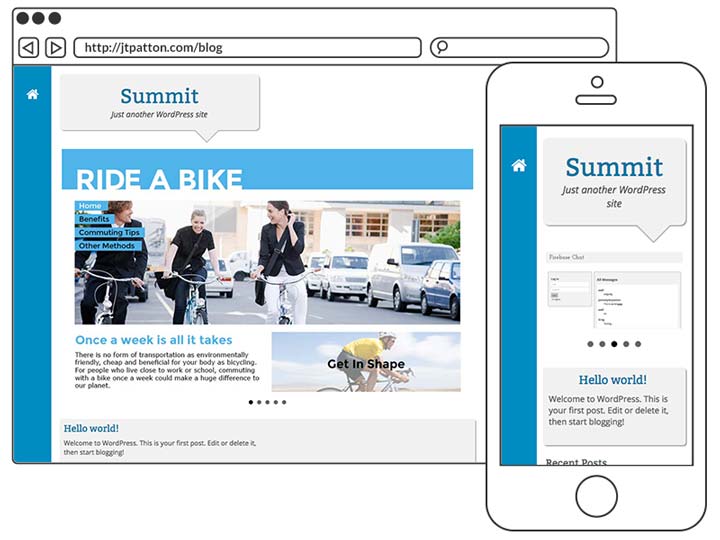 http://jtpatton.com/blog
Summit
Just another WordPress site
RIDE A BIKE
Home
Benefits
Commuting Tips
Other Methods
Once a week is all it takes
There is no form of transportation as environmentally
friendly, cheap and beneficial for your body as bicycling.
For people who live close to work or school, commuting
with a bike once a week could make a huge difference to
our planet.
Get In Shape
Hello world!
Welcome to WordPress. This is your first post. Edit or delete it,
then start blogging!
Summit
Just another WordPress
site
Firebase Chat
All Messages
Hello world!
Welcome to WordPress. This is
your first post. Edit or delete it,
then start blogging!
Recent Posts